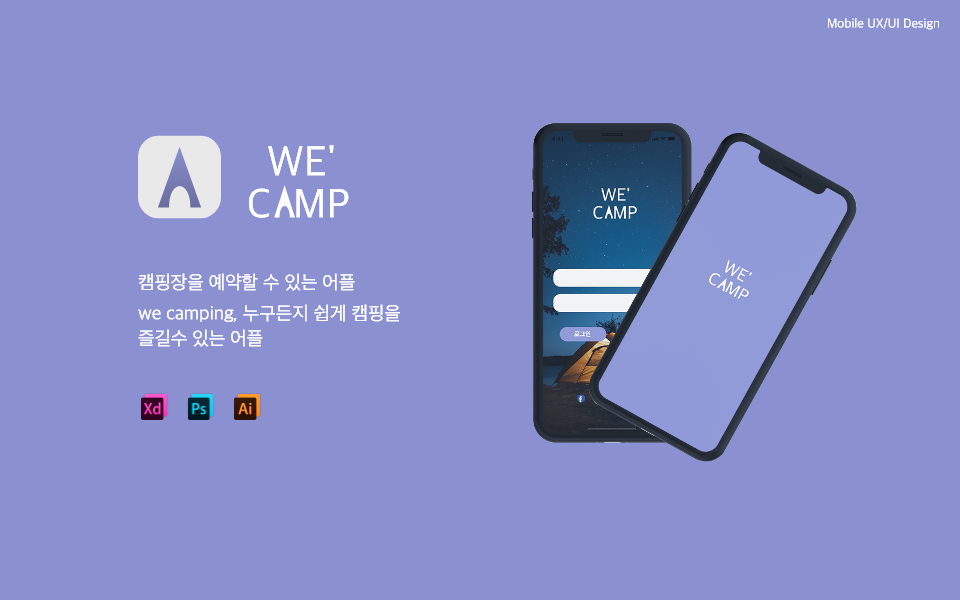 Mobile UX/UI Design
WE'
CAMP
캠핑장을 예약할 수 있는 어플
we camping, 누구든지 쉽게 캠핑을
즐길수 있는 어플
Xd Ps Ai
WE'
CAMP
로그인
WE'
CAMP